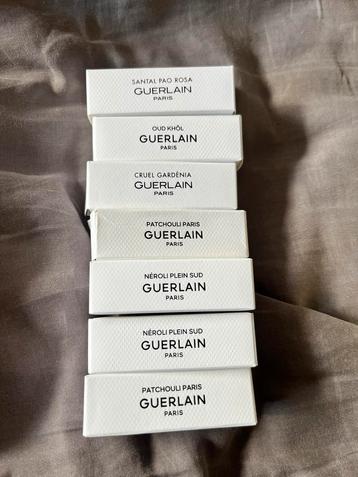 SANTAL PAO ROSA
GUERLAIN
PARIS
OUD KHÔL
GUERLAIN
PARIS
CRUEL GARDÉNIA
GUERLAIN
PARIS
PATCHOULI PARIS
GUERLAIN
PARIS
NÉROLI PLEIN SUD
GUERLAIN
PARIS
NÉROLI PLEIN SUD
GUERLAIN
PARIS
PATCHOULI PARIS
GUERLAIN
PARIS